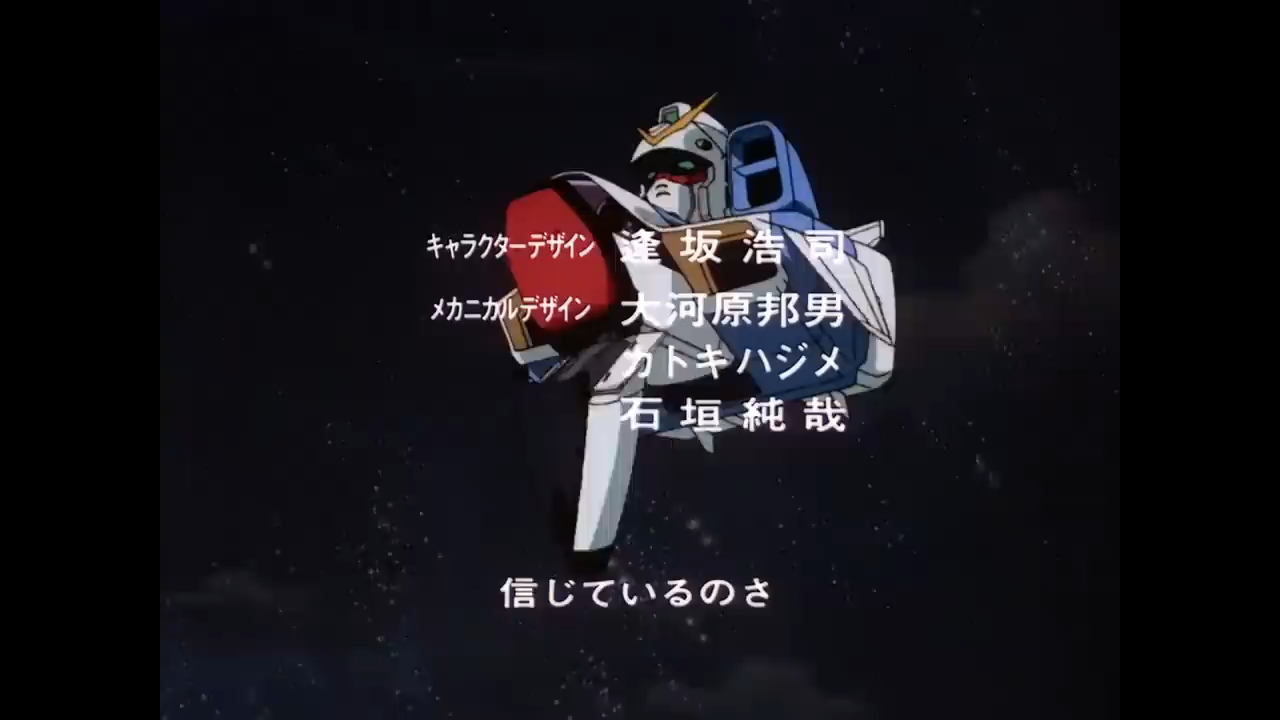 キャラクターデザイン 逢坂浩司
メカニカルデザイン 大河原邦男
カトキハジメ
石垣純哉
信じているのさ